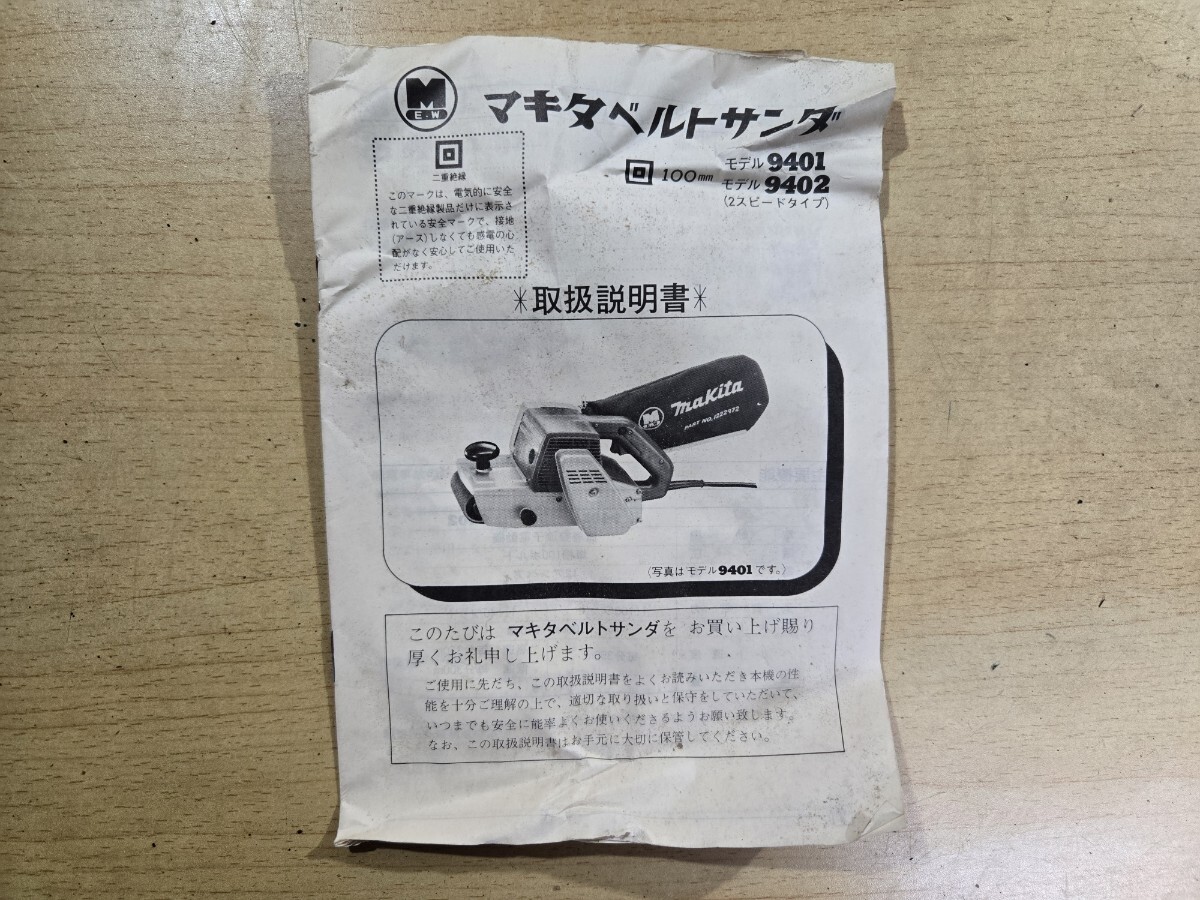 M
E.W
マキタベルトサンダ
100mm
モデル 9401
モデル 9402
(2スピードタイプ)
二重絶縁
このマークは、電気的に安全
な二重絶縁製品だけに表示さ
れている安全マークで、接地
(アース)しなくても感電の心
配がなく安心してご使用いた
だけます。
取扱説明書
M
Makita
PART NO.1222972
(写真はモデル9401です。)
このたびは マキタベルトサンダを お買い上げ賜り
厚くお礼申し上げます。
ご使用に先だち、この取扱説明書をよくお読みいただき本機の性
能を十分ご理解の上で、適切な取り扱いと保守をしていただいて、
いつまでも安全に能率よくお使いくださるようお願い致します。
なお、この取扱説明書はお手元に大切に保管してください。